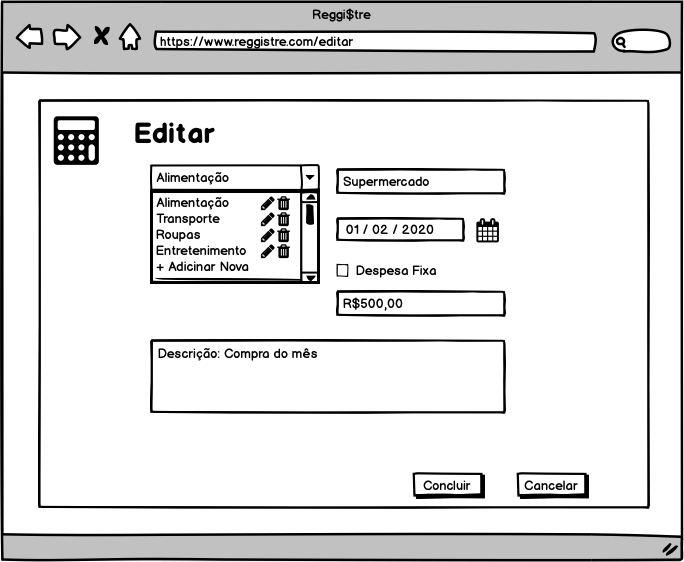 Reggi$tre
https://www.reggistre.com/editar
Editar
Alimentação
Alimentação
Transporte
Roupas
Entretenimento
+ Adicinar Nova
Supermercado
01 / 02 / 2020
Despesa Fixa
R$500,00
Descrição: Compra do mês
Concluir
Cancelar